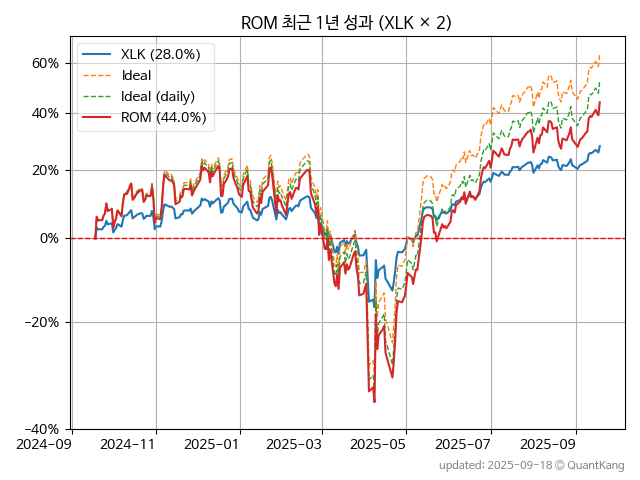 ROM 최근 1년 성과 (XLK × 2)
XLK (28.0%)
Ideal
Ideal (daily)
ROM (44.0%)
60%
40%
20%
0%
−20%
−40%
2024-09 2024-11 2025-01 2025-03 2025-05 2025-07 2025-09
updated: 2025-09-18 © QuantKang